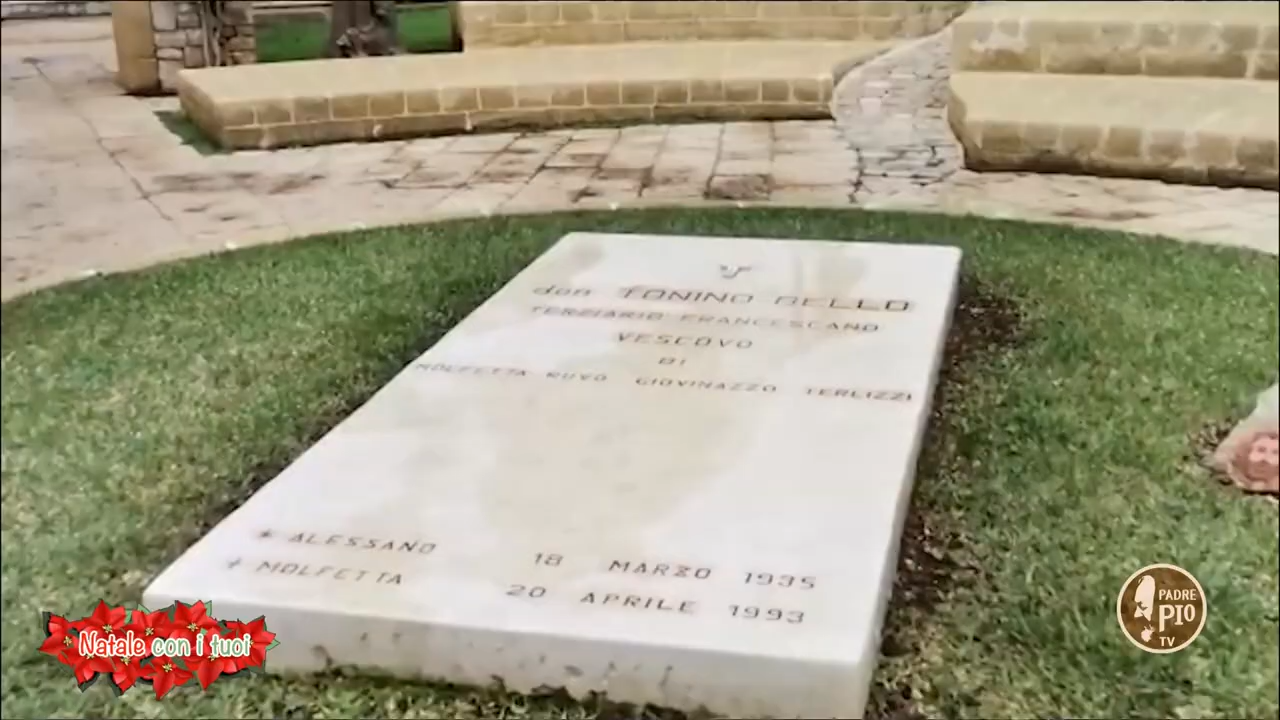 don TONINO BELLO
TERZIARIO FRANCESCANO
VESCOVO
DI
MOLFETTA RUVO GIOVINAZZO TERLIZZI
* ALESSANO 18 MARZO 1935
+ MOLFETTA 20 APRILE 1993
Natale con i tuoi
PADRE
PIO
TV